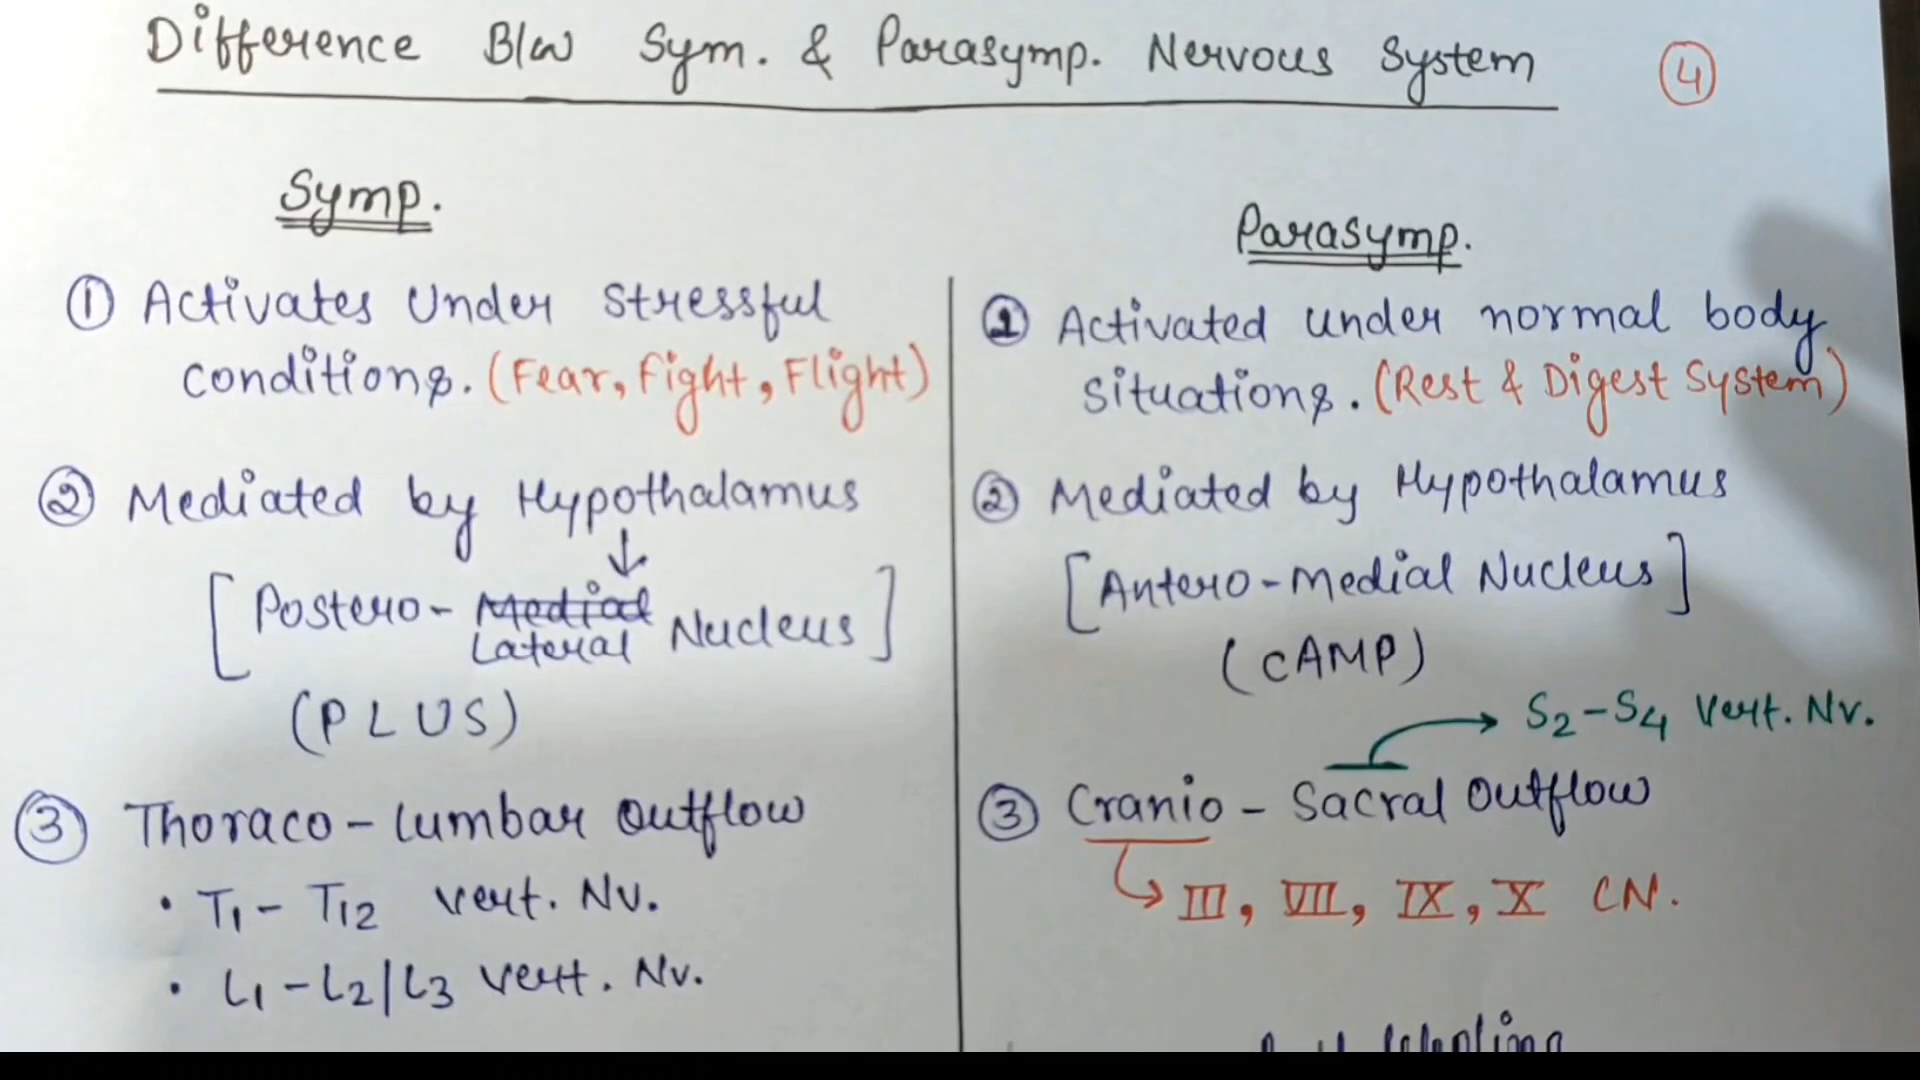 Difference B/w Sym. & Parasymp. Nervous System
4
Symp.
① Activates Under Stressful
conditions. (Fear, Fight, Flight)
② Mediated by Hypothalamus
↓
[Postero- Medial Nucleus]
Lateral
(PLUS)
③ Thoraco-lumbar Outflow
• T1 - T12 Vert. Nv.
• L1 - L2/L3 Vert. Nv.
Parasymp.
① Activated under normal body
situations. (Rest & Digest System)
② Mediated by Hypothalamus
[Antero-Medial Nucleus]
(cAMP)
→ S2-S4 Vert. Nv.
③ Cranio - Sacral Outflow
→ III, VII, IX, X CN.